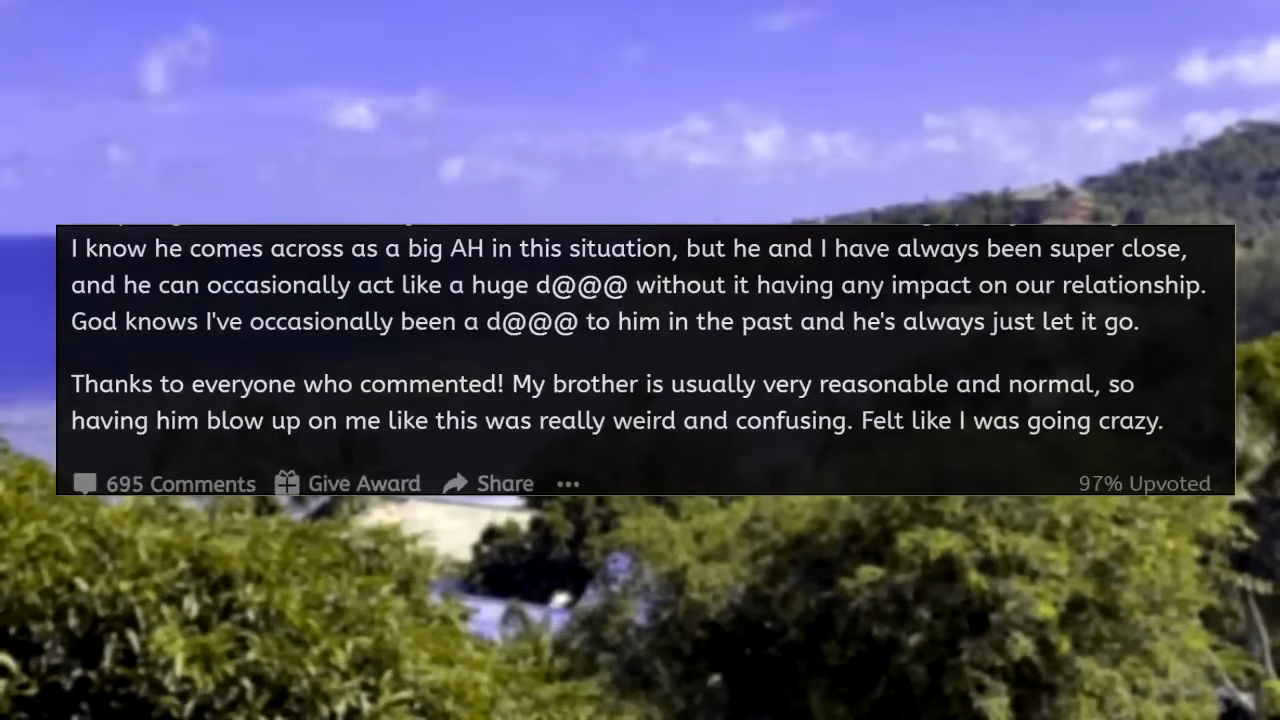 I know he comes across as a big AH in this situation, but he and I have always been super close,
and he can occasionally act like a huge d@@@ without it having any impact on our relationship.
God knows I've occasionally been a d@@@ to him in the past and he's always just let it go.
Thanks to everyone who commented! My brother is usually very reasonable and normal, so
having him blow up on me like this was really weird and confusing. Felt like I was going crazy.
695 Comments Give Award Share ••• 97% Upvoted